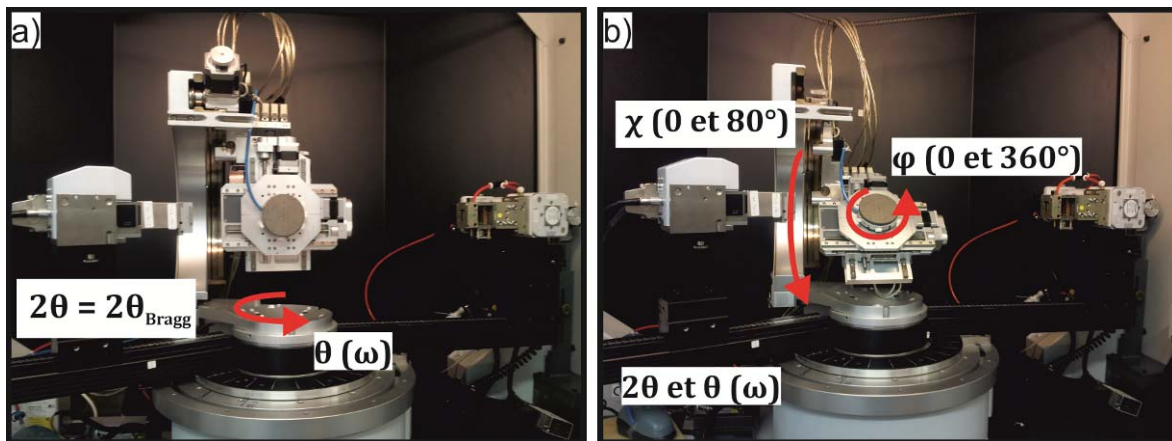 a)
2θ = 2θBragg
θ (ω)
b)
χ (0 et 80°)
φ (0 et 360°)
2θ et θ (ω)